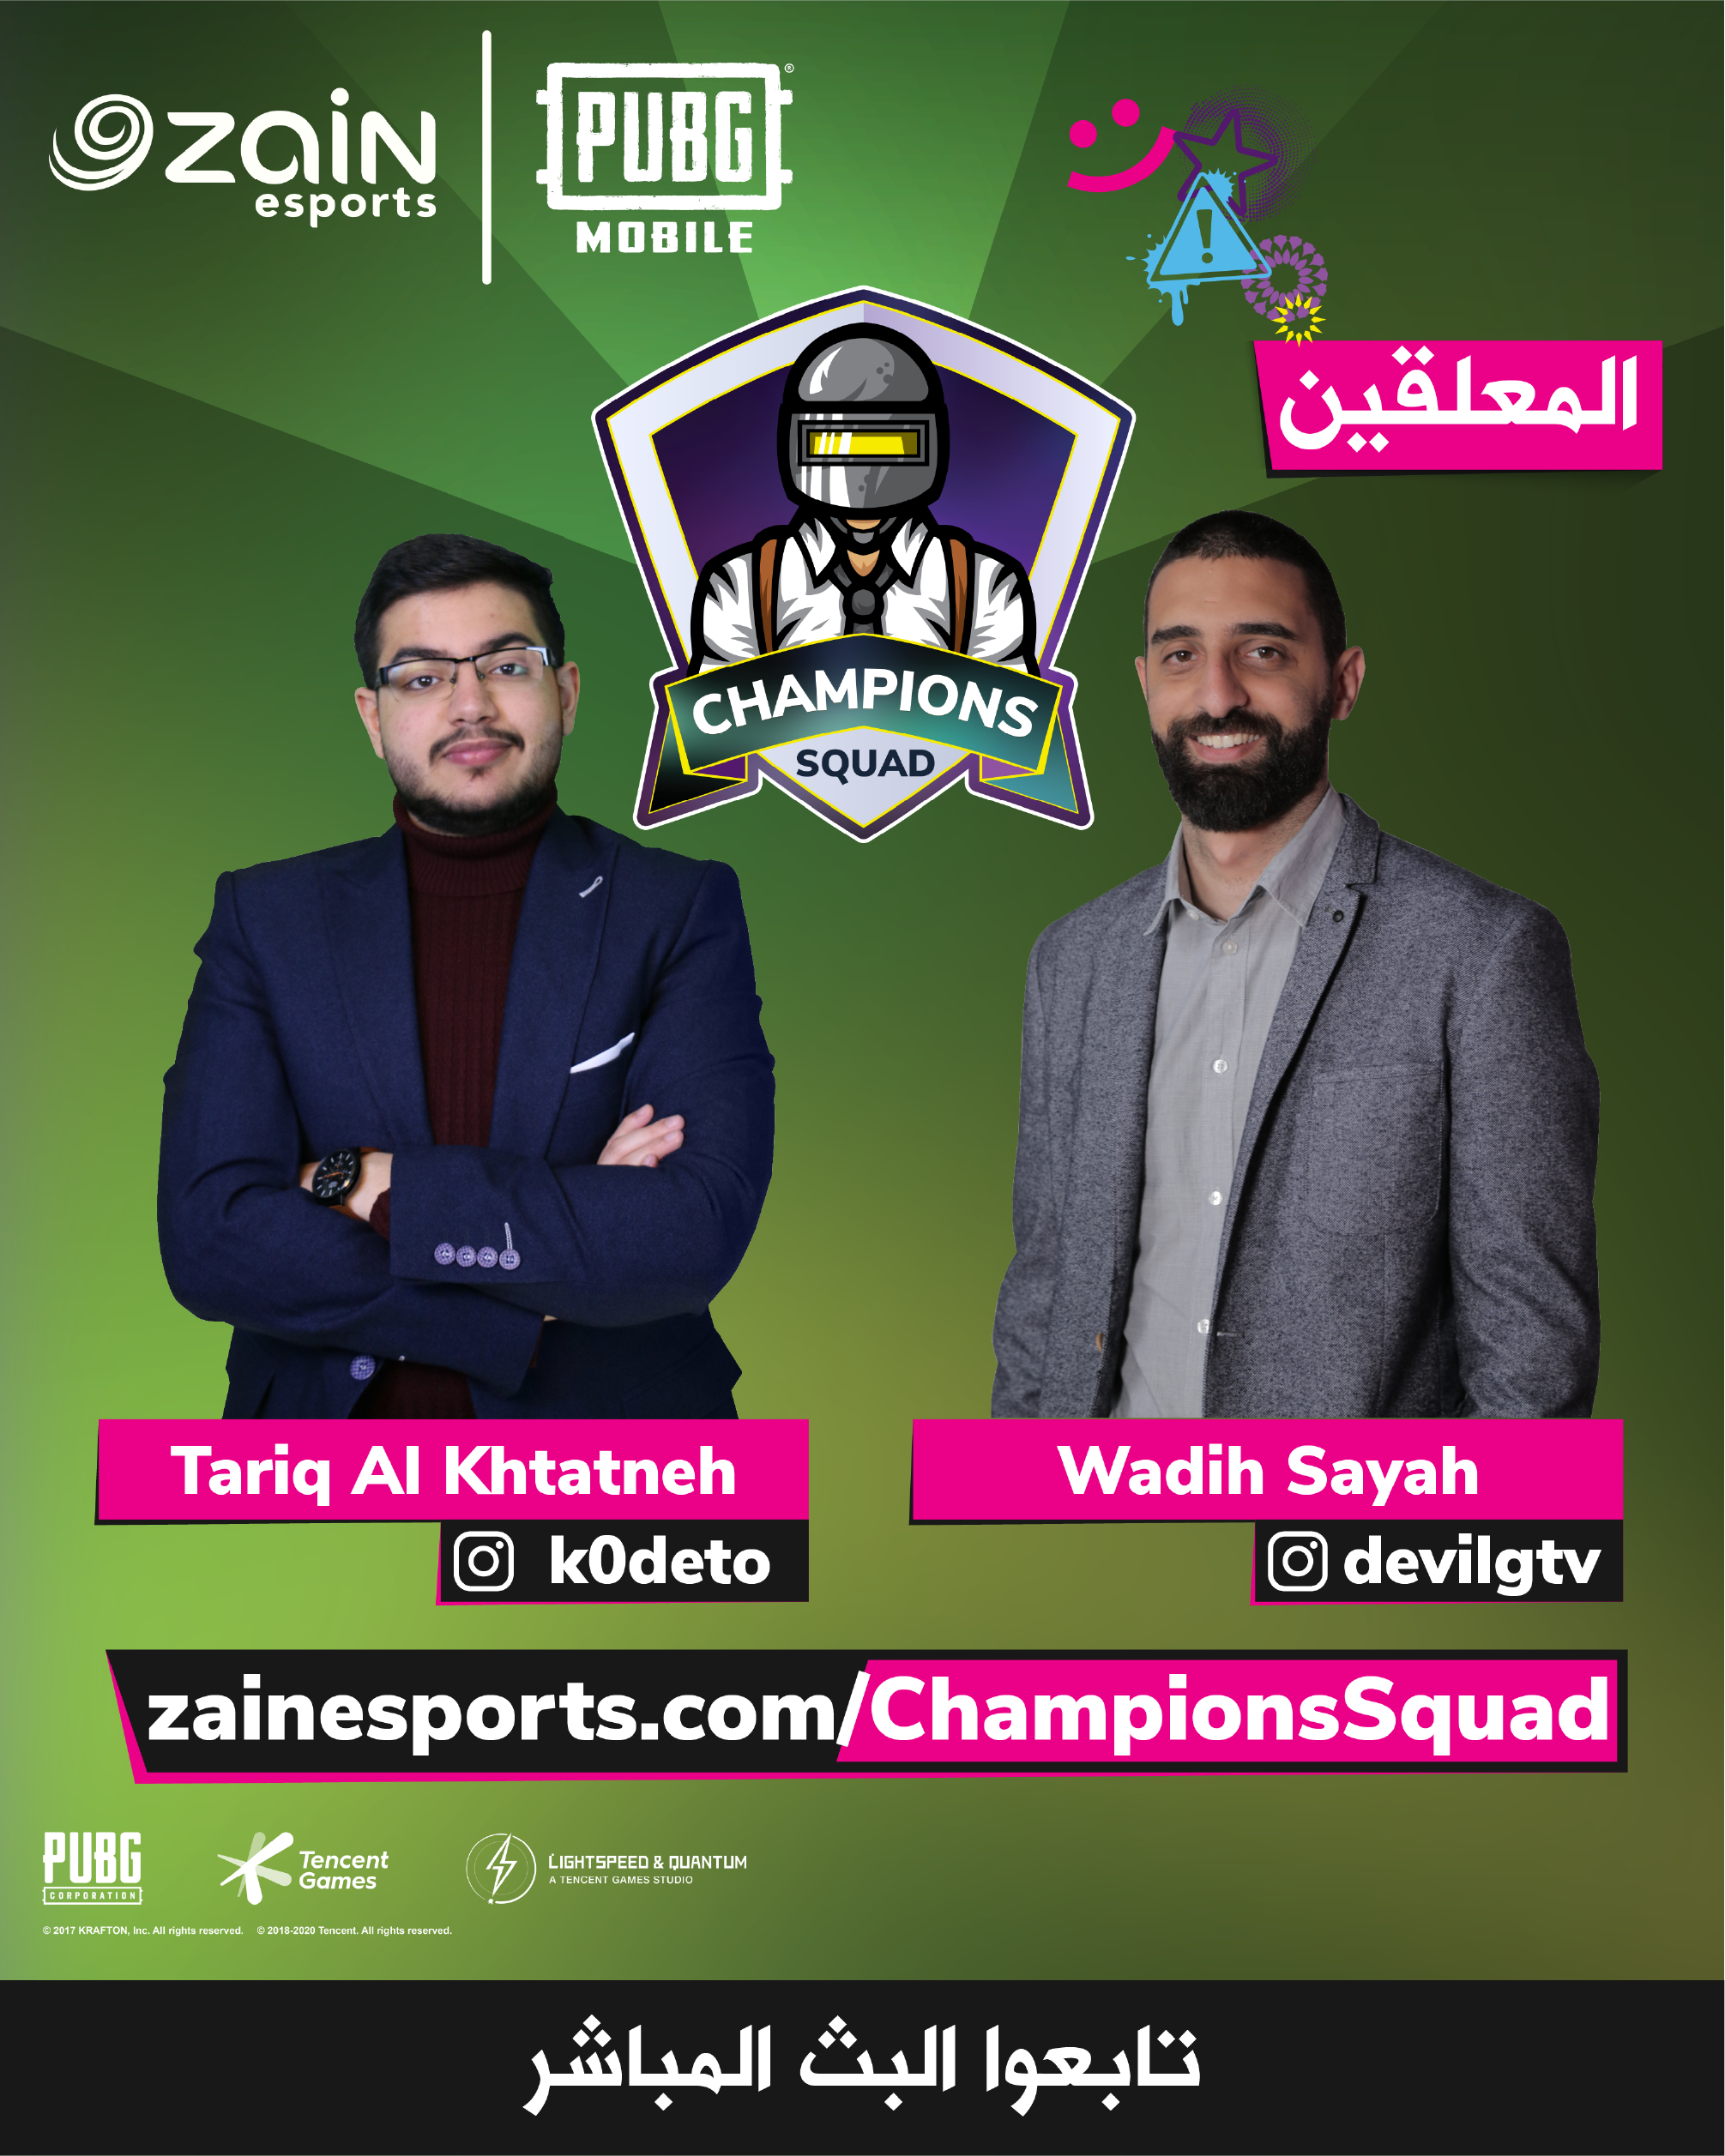 zain
esports
PUBG®
MOBILE
المعلقين
CHAMPIONS
SQUAD
Tariq Al Khtatneh
k0deto
Wadih Sayah
devilgtv
zainesports.com/ChampionsSquad
PUBG
CORPORATION
Tencent
Games
LIGHTSPEED & QUANTUM
A TENCENT GAMES STUDIO
© 2017 KRAFTON, Inc. All rights reserved. © 2018-2020 Tencent. All rights reserved.
تابعوا البث المباشر